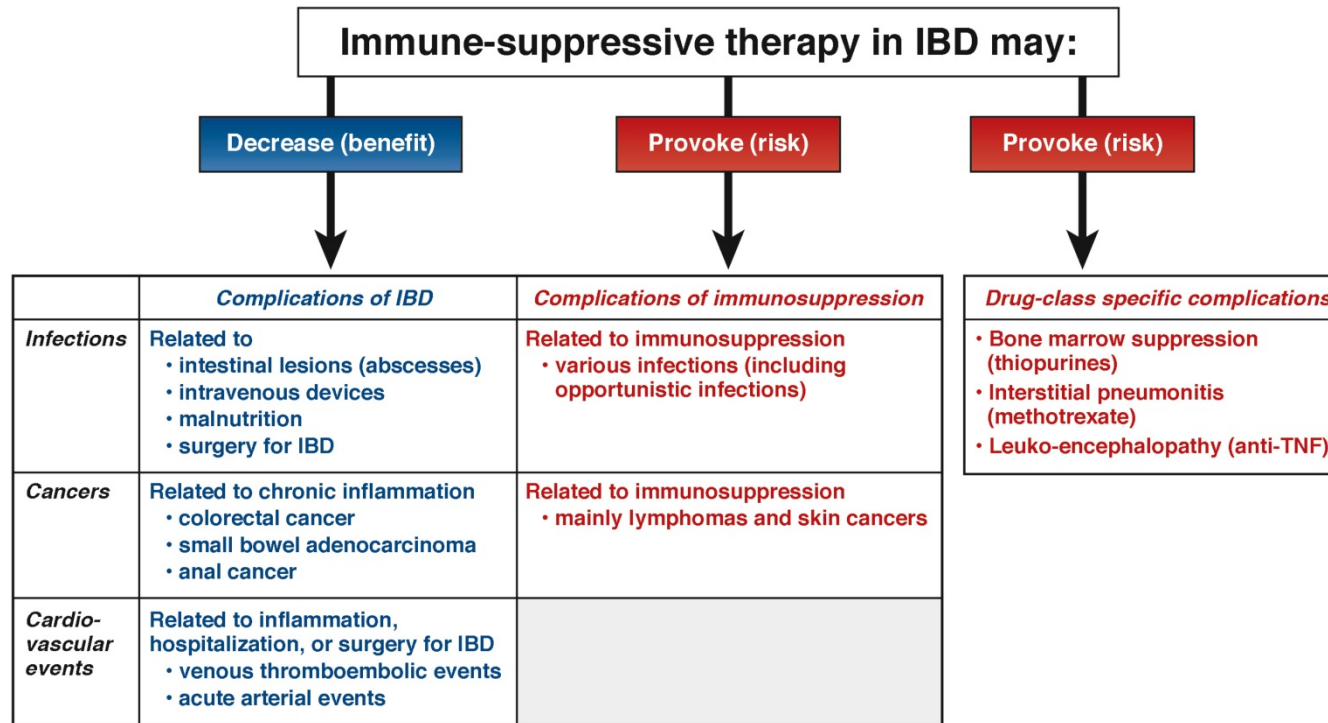 Immune-suppressive therapy in IBD may:
Decrease (benefit)
Provoke (risk)
Provoke (risk)
Complications of IBD
Complications of immunosuppression
Infections
Related to
• intestinal lesions (abscesses)
• intravenous devices
• malnutrition
• surgery for IBD
Related to immunosuppression
• various infections (including
opportunistic infections)
Cancers
Related to chronic inflammation
• colorectal cancer
• small bowel adenocarcinoma
• anal cancer
Related to immunosuppression
• mainly lymphomas and skin cancers
Cardio-
vascular
events
Related to inflammation,
hospitalization, or surgery for IBD
• venous thromboembolic events
• acute arterial events
Drug-class specific complications
• Bone marrow suppression
(thiopurines)
• Interstitial pneumonitis
(methotrexate)
• Leuko-encephalopathy (anti-TNF)